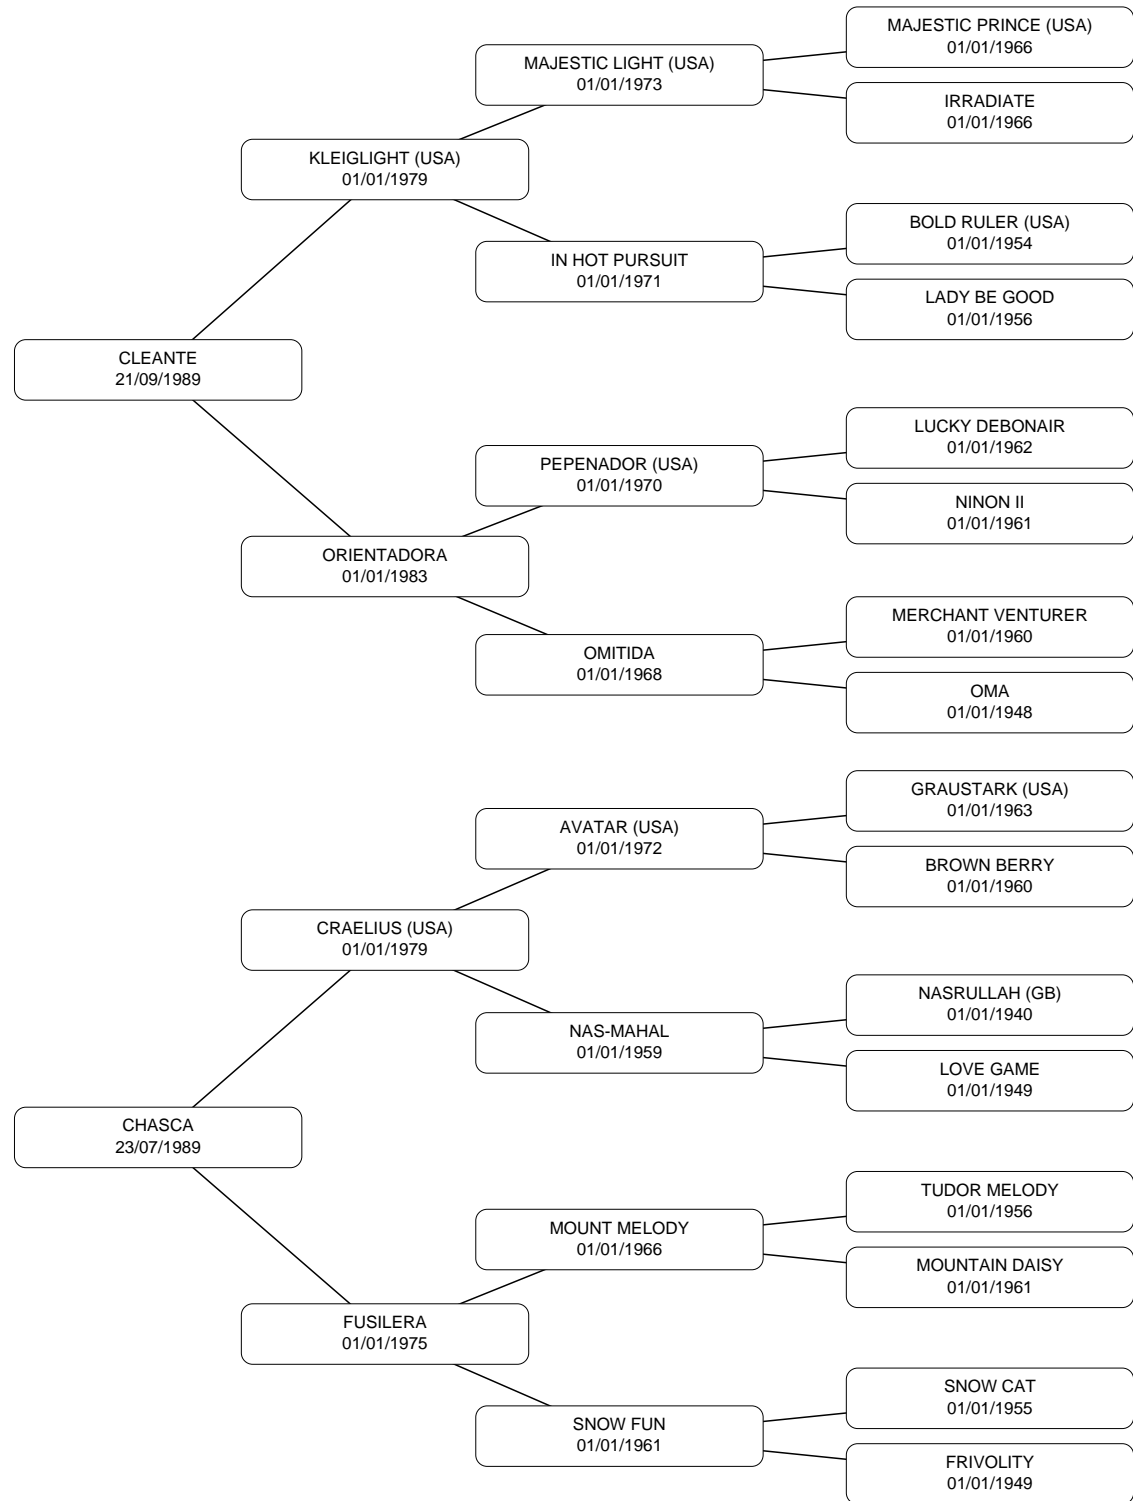 MAJESTIC PRINCE (USA)
01/01/1966
MAJESTIC LIGHT (USA)
01/01/1973
IRRADIATE
01/01/1966
KLEIGLIGHT (USA)
01/01/1979
BOLD RULER (USA)
01/01/1954
IN HOT PURSUIT
01/01/1971
LADY BE GOOD
01/01/1956
CLEANTE
21/09/1989
LUCKY DEBONAIR
01/01/1962
PEPENADOR (USA)
01/01/1970
NINON II
01/01/1961
ORIENTADORA
01/01/1983
MERCHANT VENTURER
01/01/1960
OMITIDA
01/01/1968
OMA
01/01/1948
GRAUSTARK (USA)
01/01/1963
AVATAR (USA)
01/01/1972
BROWN BERRY
01/01/1960
CRAELIUS (USA)
01/01/1979
NASRULLAH (GB)
01/01/1940
NAS-MAHAL
01/01/1959
LOVE GAME
01/01/1949
CHASCA
23/07/1989
TUDOR MELODY
01/01/1956
MOUNT MELODY
01/01/1966
MOUNTAIN DAISY
01/01/1961
FUSILERA
01/01/1975
SNOW CAT
01/01/1955
SNOW FUN
01/01/1961
FRIVOLITY
01/01/1949